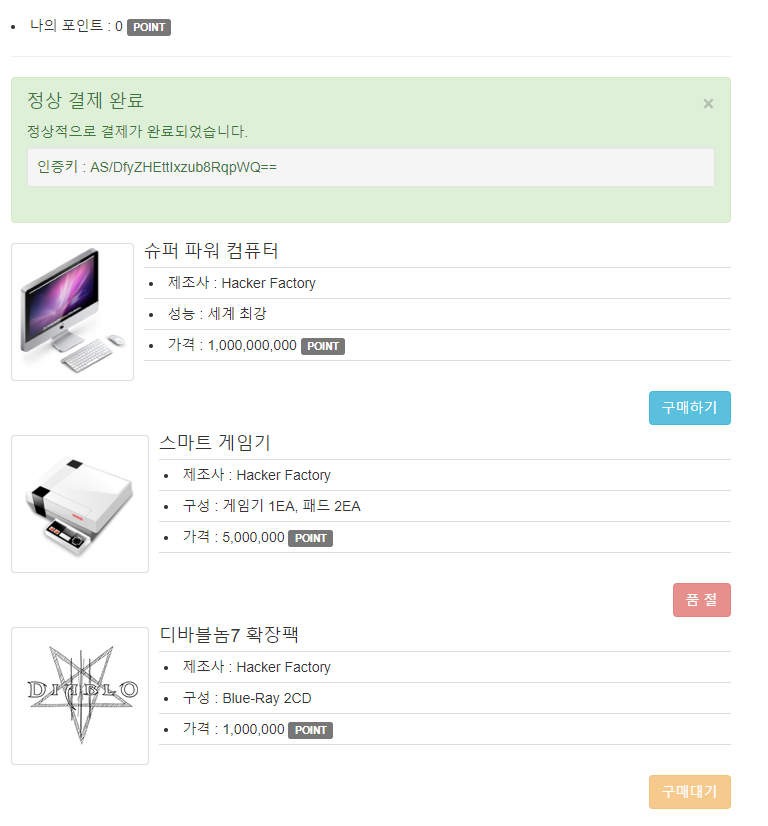 나의 포인트 : 0 POINT
정상 결제 완료
×
정상적으로 결제가 완료되었습니다.
인증키 : AS/DfyZHEttIxzub8RqpWQ==
슈퍼 파워 컴퓨터
제조사 : Hacker Factory
성능 : 세계 최강
가격 : 1,000,000,000 POINT
구매하기
스마트 게임기
제조사 : Hacker Factory
구성 : 게임기 1EA, 패드 2EA
가격 : 5,000,000 POINT
품 절
디바블놈7 확장팩
DIABLO
제조사 : Hacker Factory
구성 : Blue-Ray 2CD
가격 : 1,000,000 POINT
구매대기